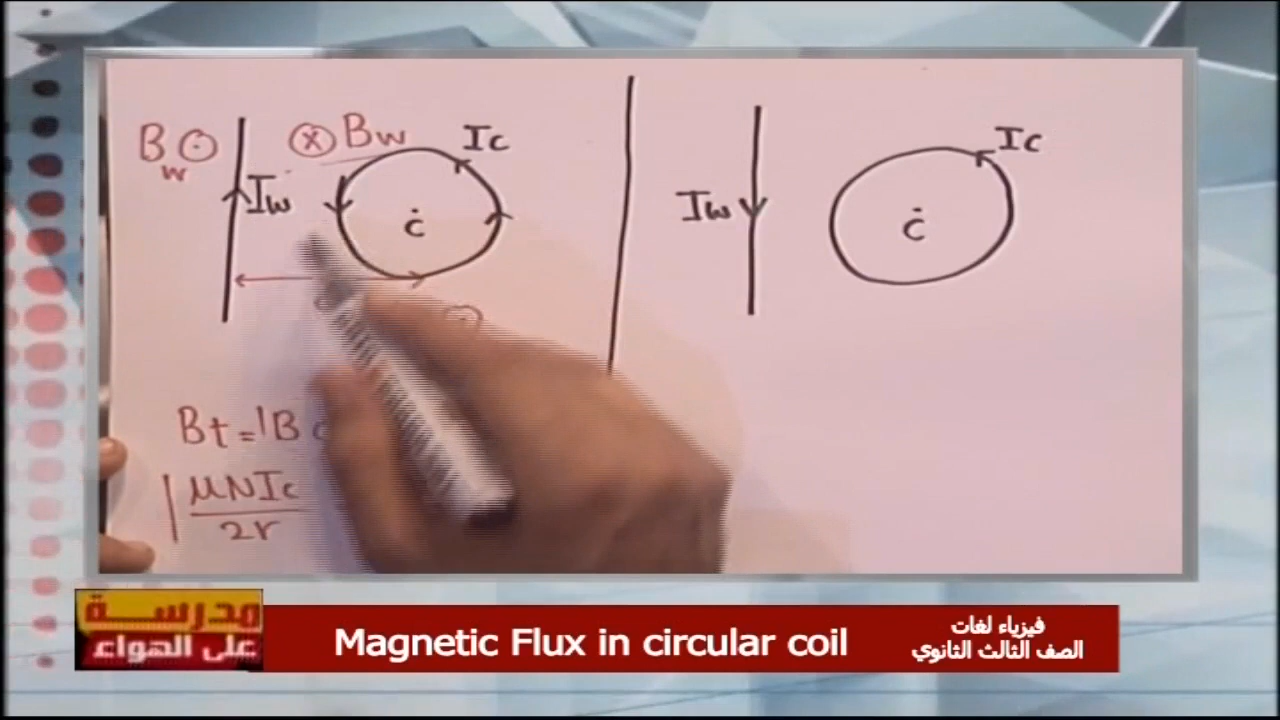 B_w ⊙
⊗ Bw
Ic
Iw
ċ
Bt = |B
| μNIc / 2r
Ic
Iw
ċ
مدرسة
على الهواء
Magnetic Flux in circular coil
فيزياء لغات
الصف الثالث الثانوي